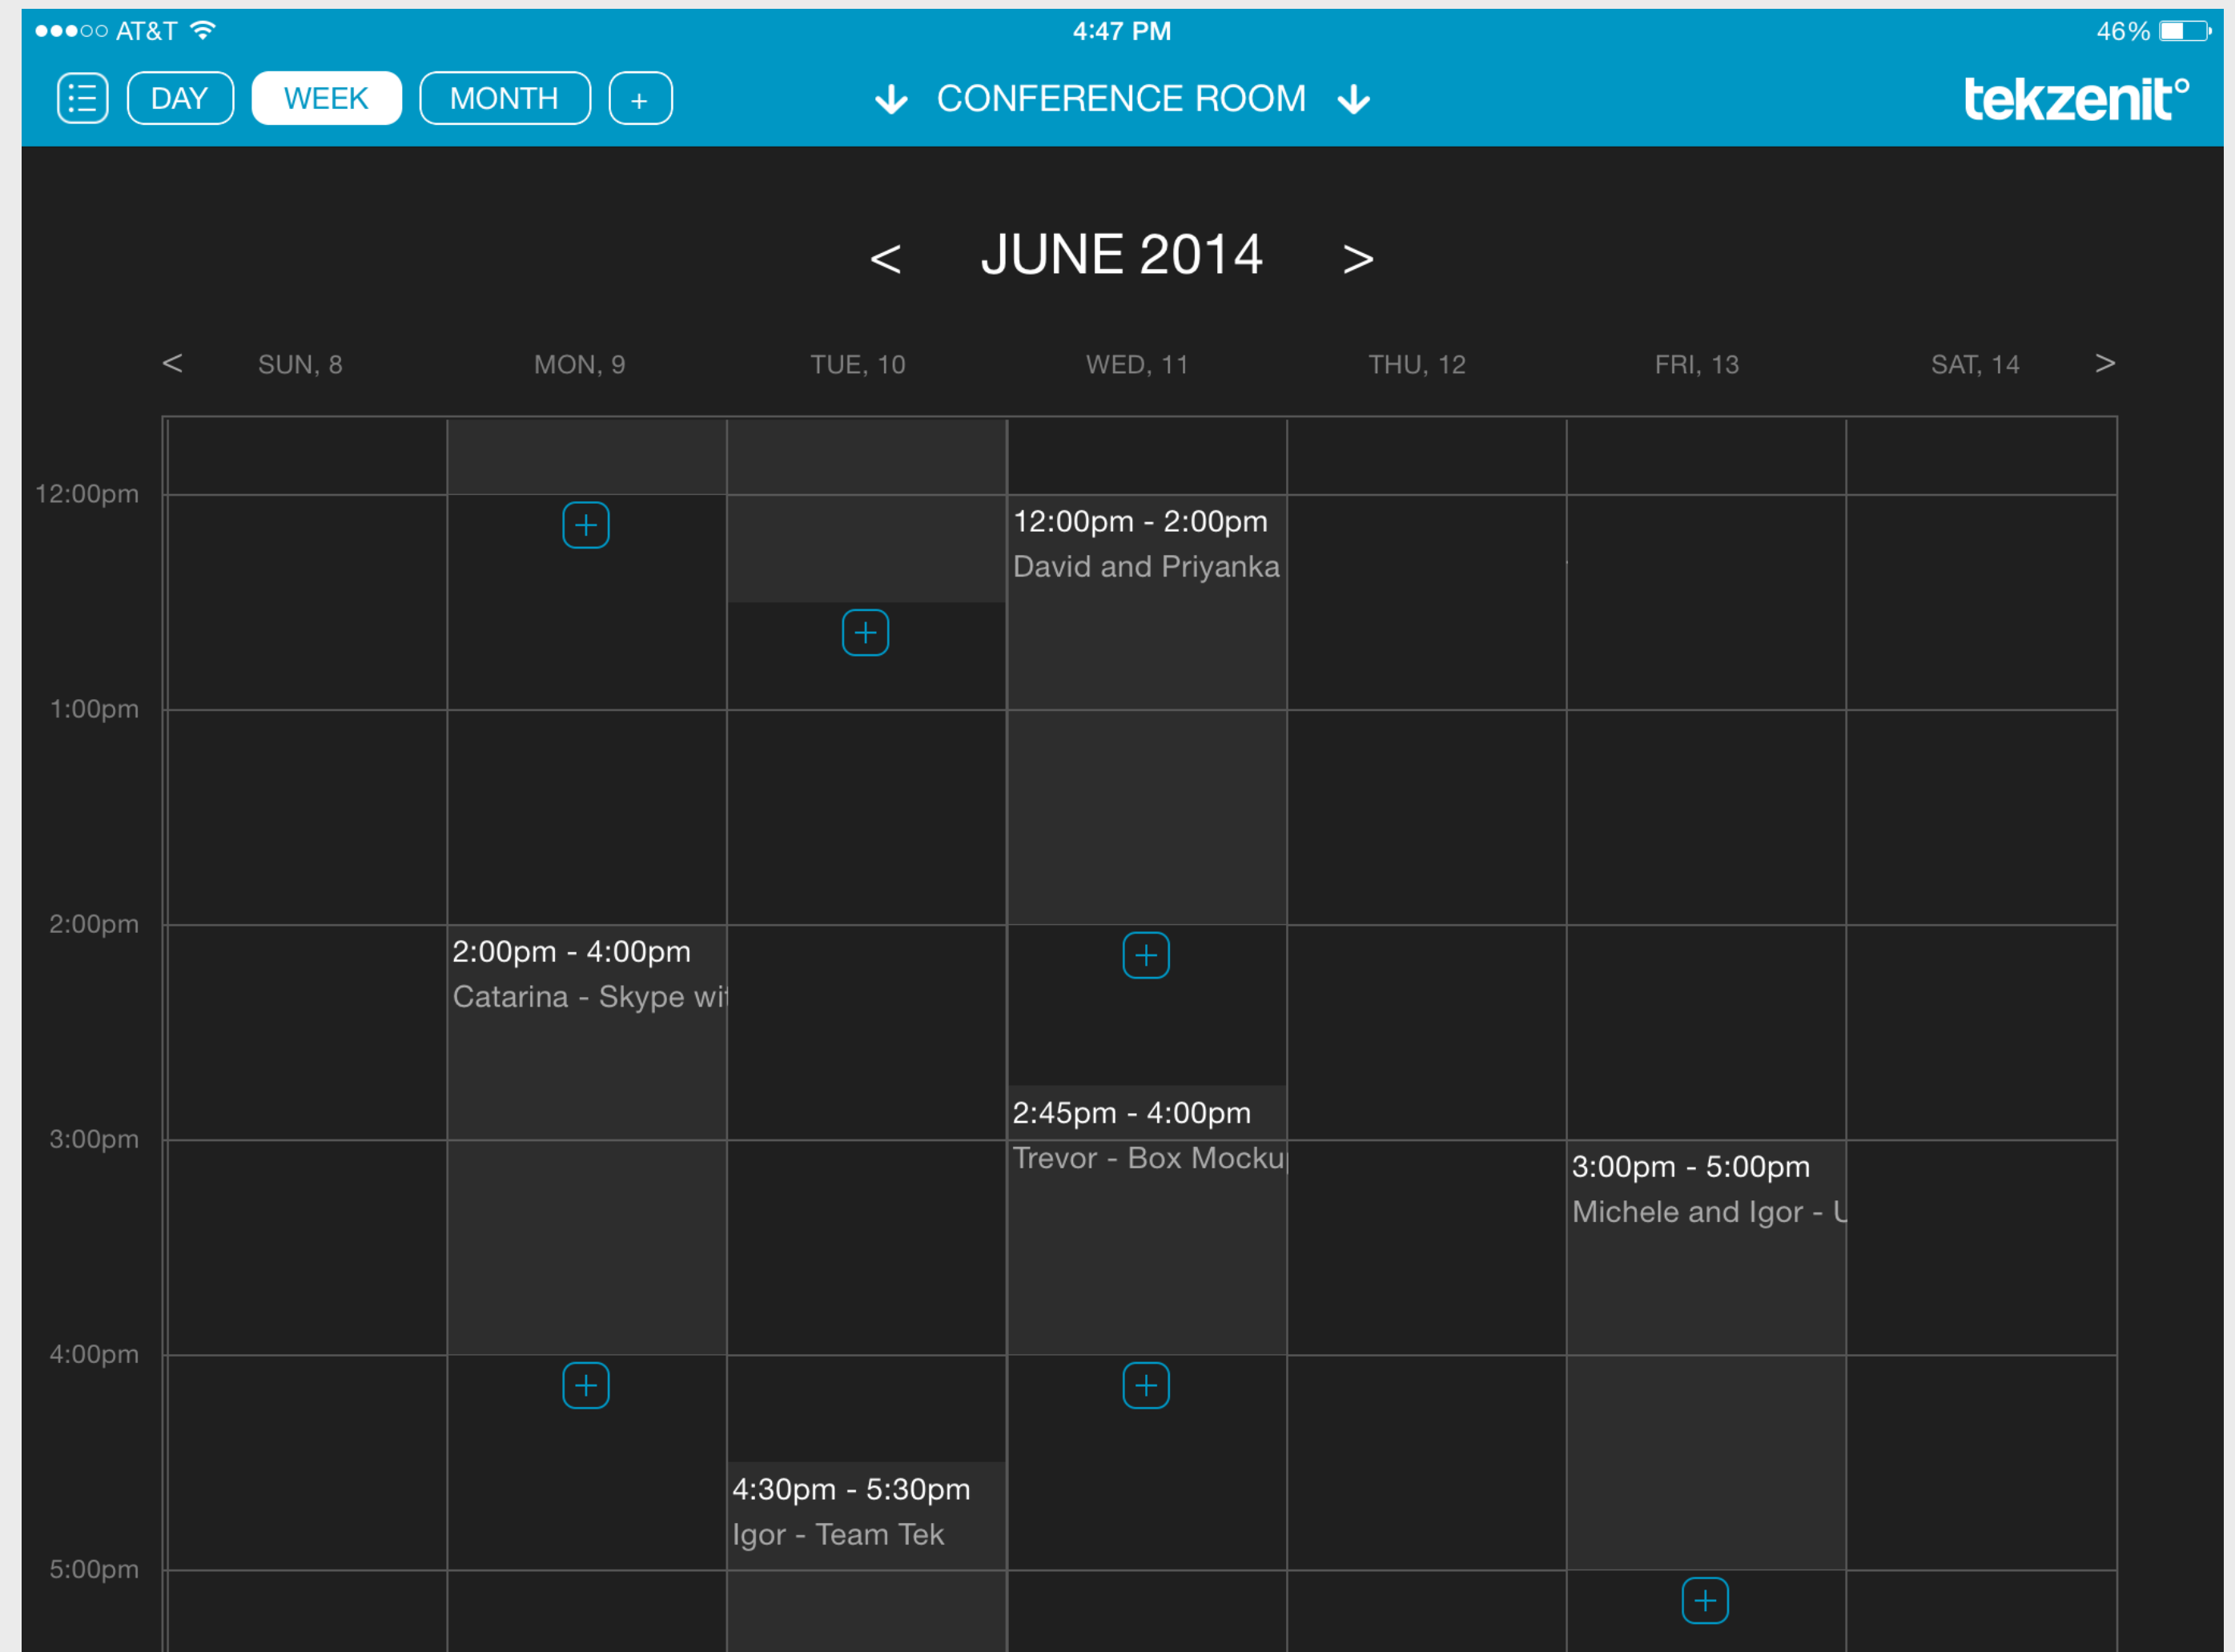 AT&T 4:47 PM 46%
DAY WEEK MONTH + CONFERENCE ROOM tekzenit°
< JUNE 2014 >
< SUN, 8 MON, 9 TUE, 10 WED, 11 THU, 12 FRI, 13 SAT, 14 >
12:00pm
+
12:00pm - 2:00pm
David and Priyanka
+
1:00pm
2:00pm
2:00pm - 4:00pm
+
Catarina - Skype
2:45pm - 4:00pm
3:00pm
Trevor - Box
3:00pm - 5:00pm
Michele and Igor -
4:00pm
+ +
4:30pm - 5:30pm
Igor - Team Tek
5:00pm
+